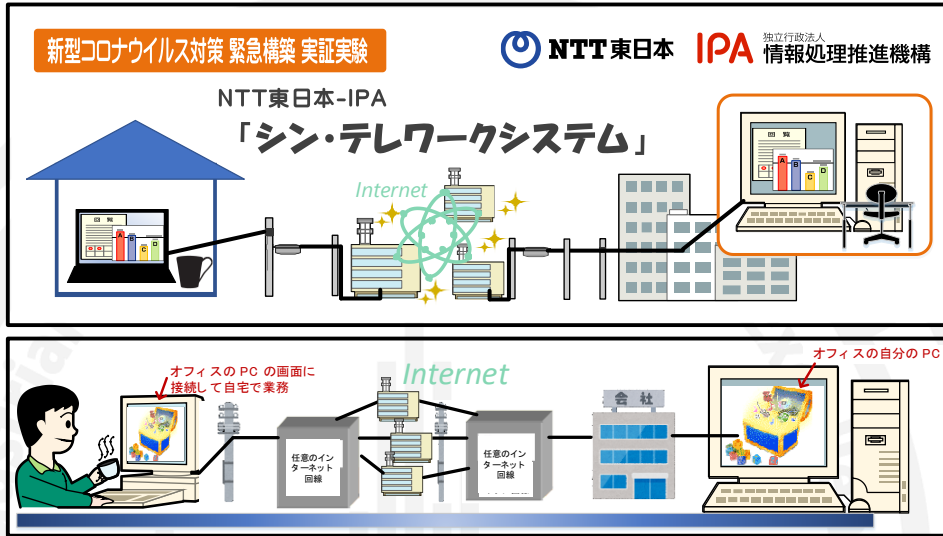 新型コロナウイルス対策 緊急構築 実証実験
NTT東日本
IPA 独立行政法人
情報処理推進機構
NTT東日本-IPA
「シン・テレワークシステム」
Internet
回覧
A B C D
回覧
A B C D
オフィスの PC の画面に
接続して自宅で業務
Internet
オフィスの自分の PC
会社
任意のイン
ターネット
回線
任意のイン
ターネット
回線